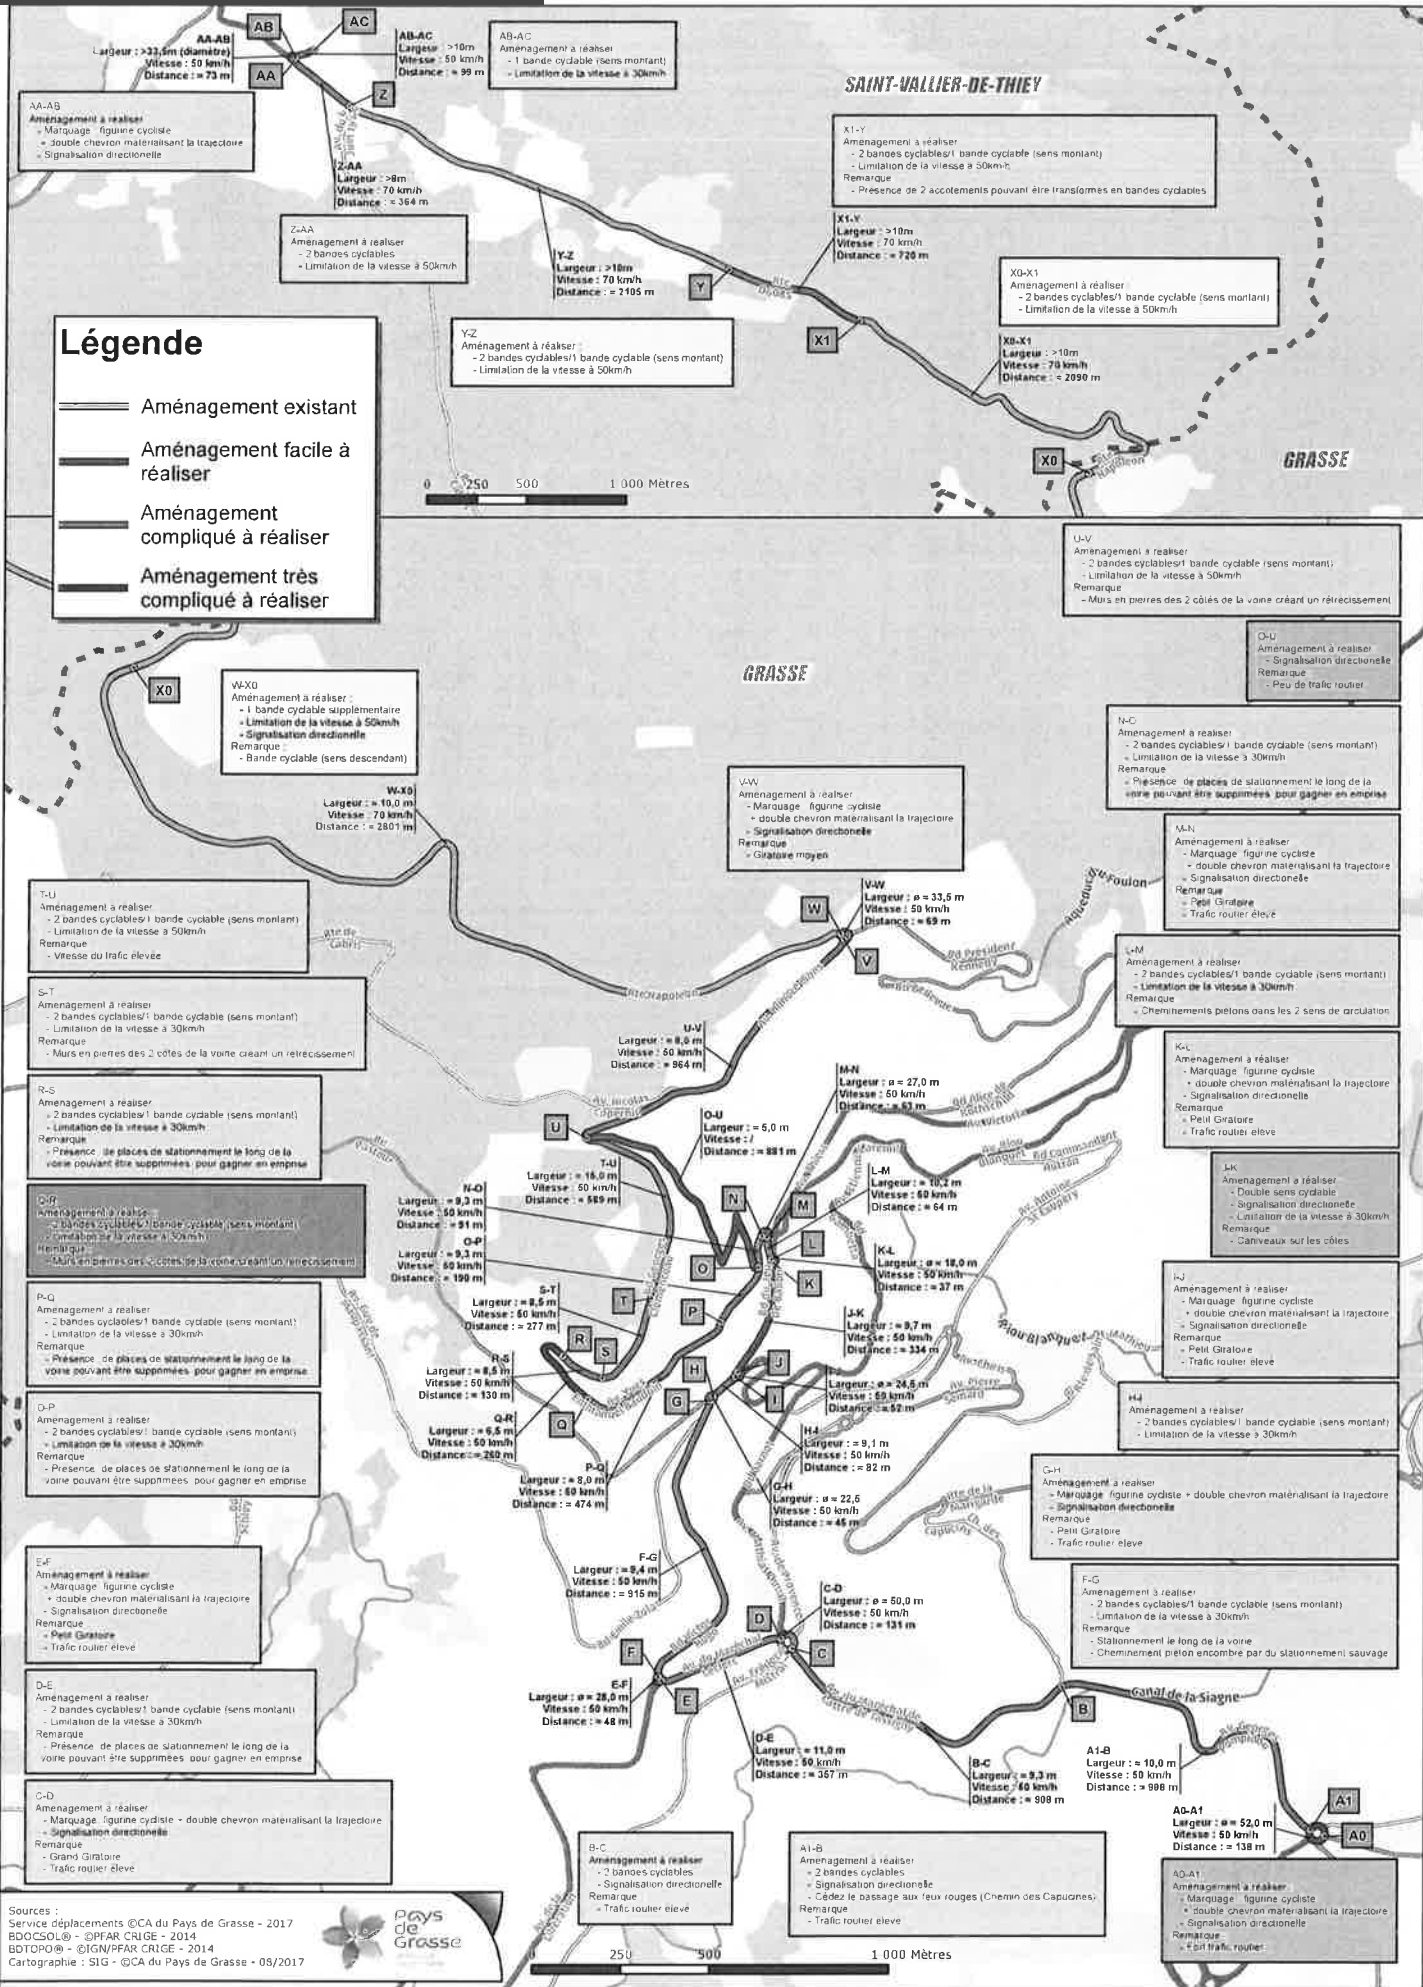 AB
AC
AA
Z
AA-AB
Largeur : >33,5m (diamètre)
Vitesse : 50 km/h
Distance : ≈ 73 m
AB-AC
Largeur : >10m
Vitesse : 50 km/h
Distance : ≈ 99 m
AB-AC
Aménagement à réaliser
- 1 bande cyclable (sens montant)
- Limitation de la vitesse à 30km/h
AA-AB
Aménagement à réaliser
- Marquage figurine cycliste
+ double chevron matérialisant la trajectoire
- Signalisation directionelle
SAINT-VALLIER-DE-THIEY
X1-Y
Aménagement à réaliser
- 2 bandes cyclables/1 bande cyclable (sens montant)
- Limitation de la vitesse à 50km/h
Remarque
- Présence de 2 accotements pouvant être transformés en bandes cyclables
Z-AA
Largeur : >8m
Vitesse : 70 km/h
Distance : ≈ 364 m
Z-AA
Aménagement à réaliser
- 2 bandes cyclables
- Limitation de la vitesse à 50km/h
Y-Z
Largeur : >10m
Vitesse : 70 km/h
Distance : ≈ 2105 m
X1-Y
Largeur : >10m
Vitesse : 70 km/h
Distance : ≈ 720 m
Y
X1
X0-X1
Aménagement à réaliser
- 2 bandes cyclables/1 bande cyclable (sens montant)
- Limitation de la vitesse à 50km/h
Y-Z
Aménagement à réaliser
- 2 bandes cyclables/1 bande cyclable (sens montant)
- Limitation de la vitesse à 50km/h
X0-X1
Largeur : >10m
Vitesse : 70 km/h
Distance : ≈ 2090 m
Légende
Aménagement existant
Aménagement facile à
réaliser
Aménagement
compliqué à réaliser
Aménagement très
compliqué à réaliser
X0
Napoléon
GRASSE
0 250 500 1 000 Mètres
U-V
Aménagement à réaliser
- 2 bandes cyclables/1 bande cyclable (sens montant)
- Limitation de la vitesse à 50km/h
Remarque
- Murs en pierres des 2 côtés de la voirie créant un rétrécissement
O-U
Aménagement à réaliser
- Signalisation directionelle
Remarque
- Peu de trafic routier
X0
GRASSE
W-X0
Aménagement à réaliser :
- 1 bande cyclable supplémentaire
- Limitation de la vitesse à 50km/h
- Signalisation directionelle
Remarque :
- Bande cyclable (sens descendant)
N-O
Aménagement à réaliser
- 2 bandes cyclables/1 bande cyclable (sens montant)
- Limitation de la vitesse à 30km/h
Remarque
- Présence de places de stationnement le long de la
voirie pouvant être supprimées pour gagner en emprise
W-X0
Largeur : ≈ 10,0 m
Vitesse : 70 km/h
Distance : ≈ 2801 m
V-W
Aménagement à réaliser
- Marquage figurine cycliste
+ double chevron matérialisant la trajectoire
- Signalisation directionelle
Remarque
- Giratoire moyen
M-N
Aménagement à réaliser
- Marquage figurine cycliste
+ double chevron matérialisant la trajectoire
- Signalisation directionelle
Remarque
- Petit Giratoire
- Trafic routier élevé
V-W
Largeur : ø ≈ 33,5 m
Vitesse : 50 km/h
Distance : ≈ 69 m
W
V
Bd Président
Kennedy
Rte de
Cabris
Rte Napoléon
T-U
Aménagement à réaliser
- 2 bandes cyclables/1 bande cyclable (sens montant)
- Limitation de la vitesse à 50km/h
Remarque
- Vitesse du trafic élevée
L-M
Aménagement à réaliser
- 2 bandes cyclables/1 bande cyclable (sens montant)
- Limitation de la vitesse à 30km/h
Remarque
- Cheminements piétons dans les 2 sens de circulation
S-T
Aménagement à réaliser
- 2 bandes cyclables/1 bande cyclable (sens montant)
- Limitation de la vitesse à 30km/h
Remarque
- Murs en pierres des 2 côtés de la voirie créant un rétrécissement
U-V
Largeur : ≈ 8,0 m
Vitesse : 50 km/h
Distance : ≈ 964 m
K-L
Aménagement à réaliser
- Marquage figurine cycliste
+ double chevron matérialisant la trajectoire
- Signalisation directionelle
Remarque
- Petit Giratoire
- Trafic routier élevé
R-S
Aménagement à réaliser
- 2 bandes cyclables/1 bande cyclable (sens montant)
- Limitation de la vitesse à 30km/h
Remarque
- Présence de places de stationnement le long de la
voirie pouvant être supprimées pour gagner en emprise
Av. Nicolas
Copernic
M-N
Largeur : ø ≈ 27,0 m
Vitesse : 50 km/h
Distance : ≈ 63 m
U
O-U
Largeur : ≈ 5,0 m
Vitesse : /
Distance : ≈ 881 m
T-U
Largeur : ≈ 15,0 m
Vitesse : 50 km/h
Distance : ≈ 589 m
L-M
Largeur : ≈ 10,2 m
Vitesse : 50 km/h
Distance : ≈ 64 m
J-K
Aménagement à réaliser
- Double sens cyclable
- Signalisation directionelle
- Limitation de la vitesse à 30km/h
Remarque
- Caniveaux sur les côtés
Q-R
Aménagement à réaliser
- 2 bandes cyclables/1 bande cyclable (sens montant)
- Limitation de la vitesse à 30km/h
Remarque
- Murs en pierres des 2 côtés de la voirie créant un rétrécissement
N-O
Largeur : ≈ 9,3 m
Vitesse : 50 km/h
Distance : ≈ 91 m
O-P
Largeur : ≈ 9,3 m
Vitesse : 50 km/h
Distance : ≈ 190 m
N
M
L
O
K
K-L
Largeur : ø ≈ 18,0 m
Vitesse : 50 km/h
Distance : ≈ 37 m
I-J
Aménagement à réaliser
- Marquage figurine cycliste
+ double chevron matérialisant la trajectoire
- Signalisation directionelle
Remarque
- Petit Giratoire
- Trafic routier élevé
P-Q
Aménagement à réaliser
- 2 bandes cyclables/1 bande cyclable (sens montant)
- Limitation de la vitesse à 30km/h
Remarque
- Présence de places de stationnement le long de la
voirie pouvant être supprimées pour gagner en emprise
S-T
Largeur : ≈ 8,5 m
Vitesse : 50 km/h
Distance : ≈ 277 m
T
P
J-K
Largeur : ≈ 9,7 m
Vitesse : 50 km/h
Distance : ≈ 334 m
R
S
R-S
Largeur : ≈ 8,5 m
Vitesse : 50 km/h
Distance : ≈ 130 m
H
J
G
I
I-J
Largeur : ø ≈ 24,5 m
Vitesse : 50 km/h
Distance : ≈ 52 m
H-I
Aménagement à réaliser
- 2 bandes cyclables/1 bande cyclable (sens montant)
- Limitation de la vitesse à 30km/h
O-P
Aménagement à réaliser
- 2 bandes cyclables/1 bande cyclable (sens montant)
- Limitation de la vitesse à 30km/h
Remarque
- Présence de places de stationnement le long de la
voirie pouvant être supprimées pour gagner en emprise
Q
Q-R
Largeur : ≈ 6,5 m
Vitesse : 50 km/h
Distance : ≈ 260 m
H-I
Largeur : ≈ 9,1 m
Vitesse : 50 km/h
Distance : ≈ 82 m
P-Q
Largeur : ≈ 8,0 m
Vitesse : 50 km/h
Distance : ≈ 474 m
G-H
Largeur : ø ≈ 22,5
Vitesse : 50 km/h
Distance : ≈ 45 m
G-H
Aménagement à réaliser
- Marquage figurine cycliste + double chevron matérialisant la trajectoire
- Signalisation directionelle
Remarque
- Petit Giratoire
- Trafic routier élevé
E-F
Aménagement à réaliser
- Marquage figurine cycliste
+ double chevron matérialisant la trajectoire
- Signalisation directionelle
Remarque
- Petit Giratoire
- Trafic routier élevé
F-G
Largeur : ≈ 9,4 m
Vitesse : 50 km/h
Distance : ≈ 915 m
F-G
Aménagement à réaliser
- 2 bandes cyclables/1 bande cyclable (sens montant)
- Limitation de la vitesse à 30km/h
Remarque
- Stationnement le long de la voirie
- Cheminement piéton encombré par du stationnement sauvage
C-D
Largeur : ø ≈ 50,0 m
Vitesse : 50 km/h
Distance : ≈ 131 m
D
C
F
E
Bd Emile Zola
Bd Victor
Hugo
E-F
Largeur : ø ≈ 28,0 m
Vitesse : 50 km/h
Distance : ≈ 48 m
D-E
Aménagement à réaliser
- 2 bandes cyclables/1 bande cyclable (sens montant)
- Limitation de la vitesse à 30km/h
Remarque
- Présence de places de stationnement le long de la
voirie pouvant être supprimées pour gagner en emprise
Canal de la Siagne
B
D-E
Largeur : ≈ 11,0 m
Vitesse : 50 km/h
Distance : ≈ 357 m
B-C
Largeur : ≈ 9,3 m
Vitesse : 50 km/h
Distance : ≈ 908 m
A1-B
Largeur : ≈ 10,0 m
Vitesse : 50 km/h
Distance : ≈ 908 m
C-D
Aménagement à réaliser
- Marquage figurine cycliste + double chevron matérialisant la trajectoire
- Signalisation directionelle
Remarque
- Grand Giratoire
- Trafic routier élevé
A0-A1
Largeur : ø ≈ 52,0 m
Vitesse : 50 km/h
Distance : ≈ 138 m
A1
A0
B-C
Aménagement à réaliser
- 2 bandes cyclables
- Signalisation directionelle
Remarque
- Trafic routier élevé
A1-B
Aménagement à réaliser
- 2 bandes cyclables
- Signalisation directionelle
- Cédez le passage aux feux rouges (Chemin des Capucines)
Remarque
- Trafic routier élevé
A0-A1
Aménagement à réaliser
- Marquage figurine cycliste
+ double chevron matérialisant la trajectoire
- Signalisation directionelle
Remarque
- Fort trafic routier
Sources :
Service déplacements ©CA du Pays de Grasse - 2017
BDOCSOL® - ©PFAR CRIGE - 2014
BDTOPO® - ©IGN/PFAR CRIGE - 2014
Cartographie : SIG - ©CA du Pays de Grasse - 08/2017
Pays
de
Grasse
0 250 500 1 000 Mètres